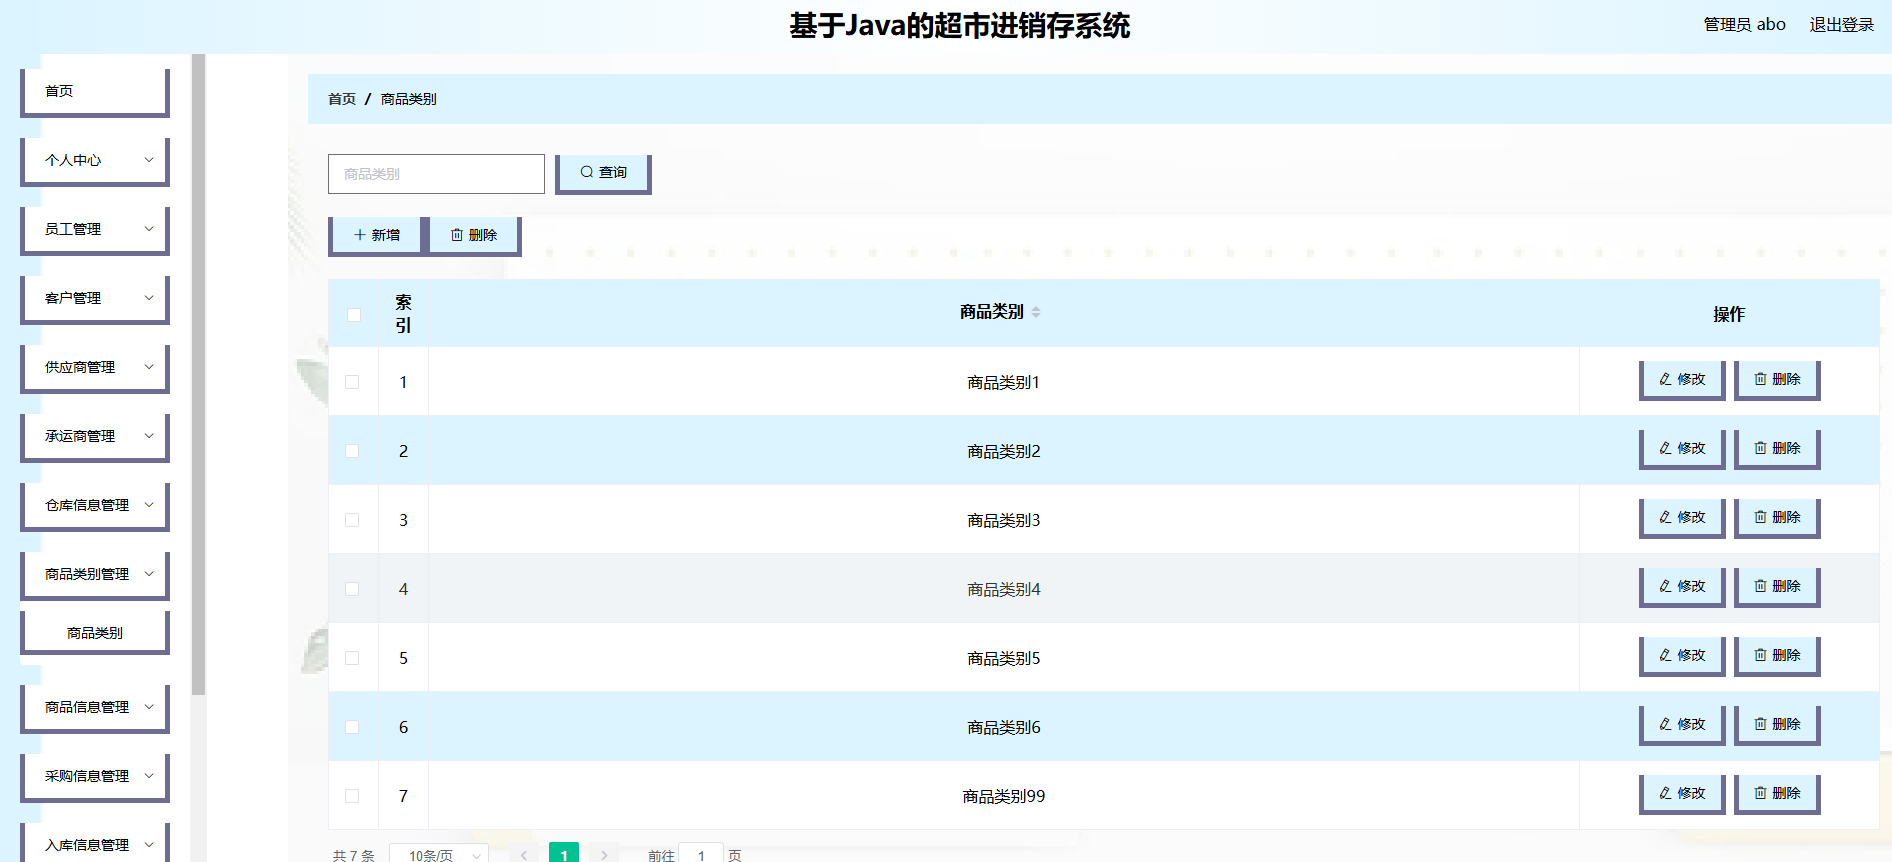 基于Java的超市进销存系统
管理员 abo 退出登录
首页
个人中心
员工管理
客户管理
供应商管理
承运商管理
仓库信息管理
商品类别管理
商品类别
商品信息管理
采购信息管理
入库信息管理
首页 / 商品类别
商品类别 查询
新增 删除
索引 商品类别 操作
1 商品类别1 修改 删除
2 商品类别2 修改 删除
3 商品类别3 修改 删除
4 商品类别4 修改 删除
5 商品类别5 修改 删除
6 商品类别6 修改 删除
7 商品类别99 修改 删除
共 7 条 10条/页 1 前往 1 页